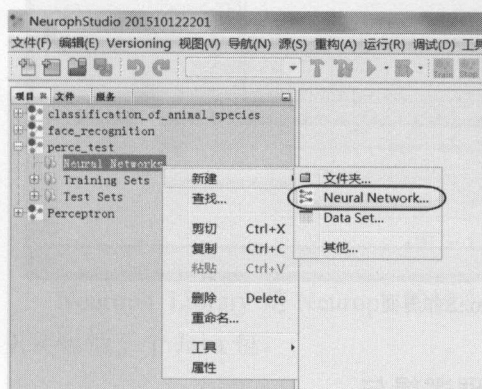 NeurophStudio 201510122201
文件(F) 编辑(E) Versioning 视图(V) 导航(N) 源(S) 重构(A) 运行(R) 调试(D) 工具
项目 文件 服务
classification_of_animal_species
face_recognition
perce_test
Neural Networks
Training Sets
Test Sets
Perceptron
新建
查找...
剪切 Ctrl+X
复制 Ctrl+C
粘贴 Ctrl+V
删除 Delete
重命名...
工具
属性
文件夹...
Neural Network...
Data Set...
其他...